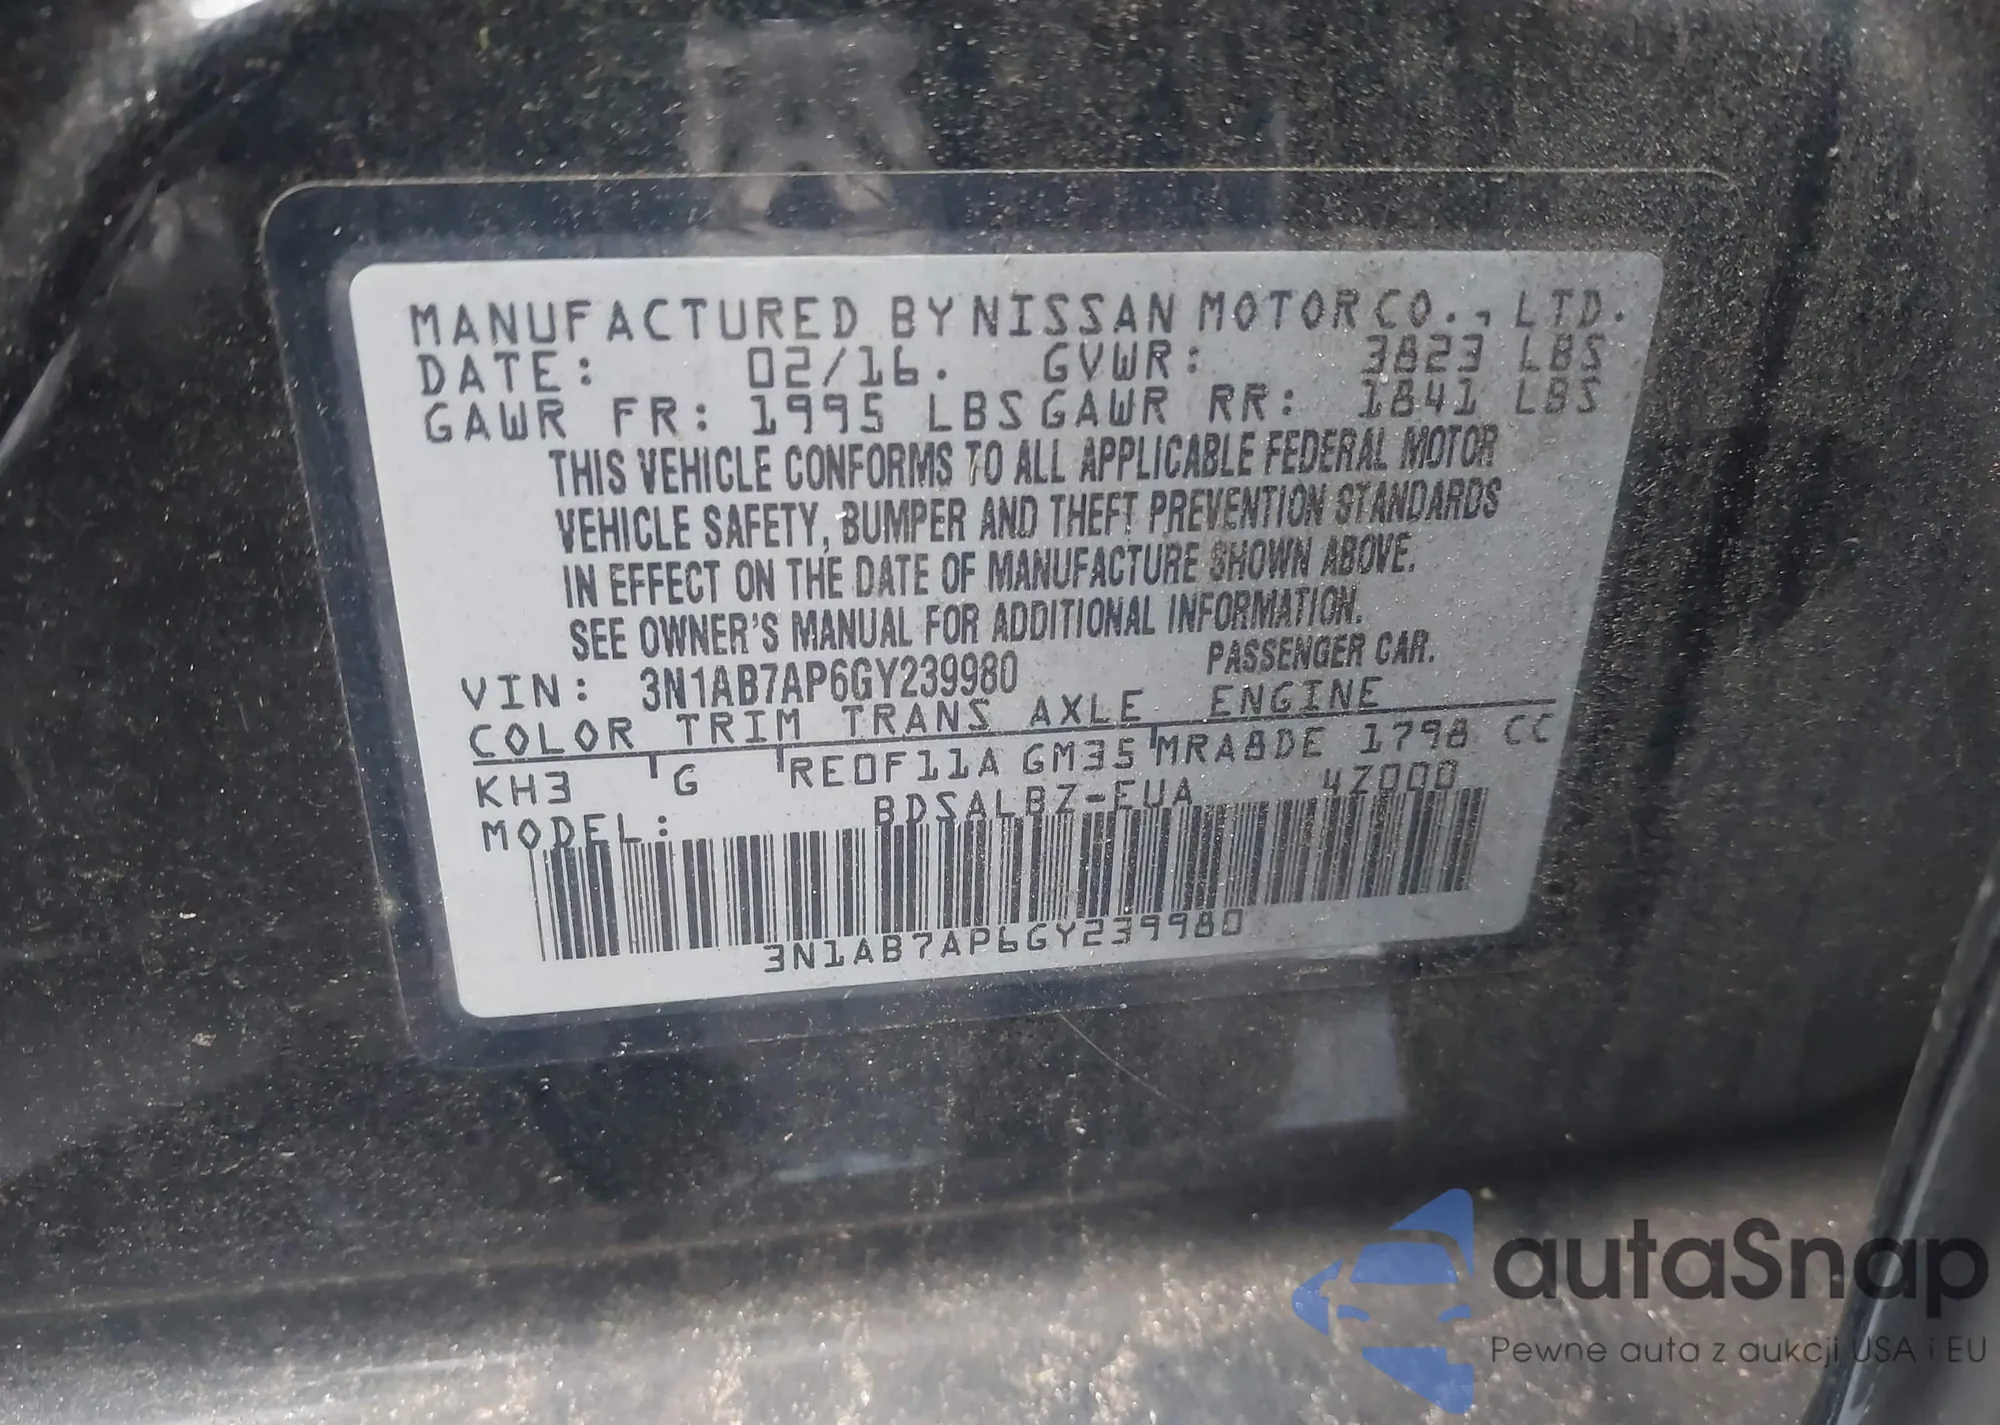 MANUFACTURED BY NISSAN MOTOR CO., LTD.
DATE: 02/16. GVWR: 3823 LBS
GAWR FR: 1995 LBS GAWR RR: 1841 LBS
THIS VEHICLE CONFORMS TO ALL APPLICABLE FEDERAL MOTOR
VEHICLE SAFETY, BUMPER AND THEFT PREVENTION STANDARDS
IN EFFECT ON THE DATE OF MANUFACTURE SHOWN ABOVE.
SEE OWNER'S MANUAL FOR ADDITIONAL INFORMATION.
VIN: 3N1AB7AP6GY239980 PASSENGER CAR.
COLOR TRIM TRANS AXLE ENGINE
KH3 G RE0F11A GM35 MRA8DE 1798 CC
MODEL: BDSALBZ-EUA 4Z000
3N1AB7AP6GY239980
autaSnap
Pewne auta z aukcji USA i EU